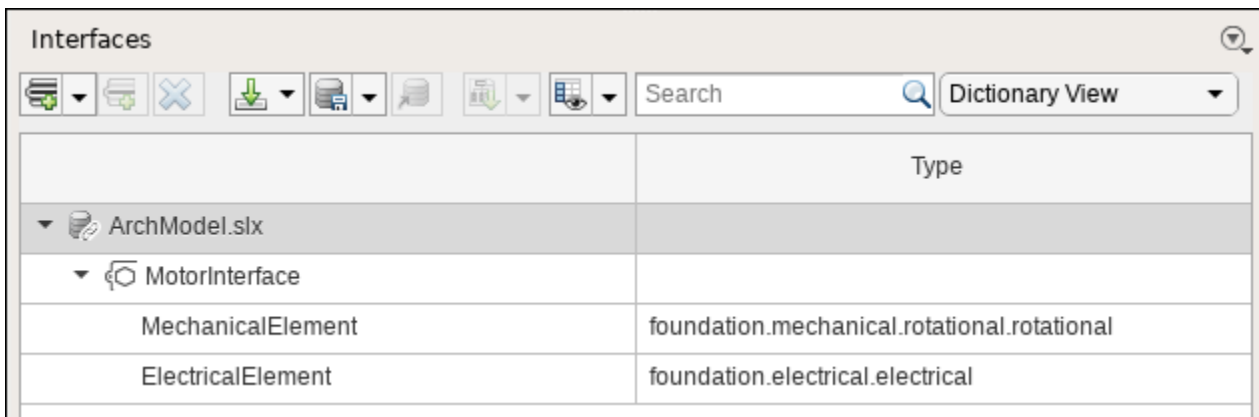 Interfaces
Search
Dictionary View
Type
ArchModel.slx
MotorInterface
MechanicalElement foundation.mechanical.rotational.rotational
ElectricalElement foundation.electrical.electrical